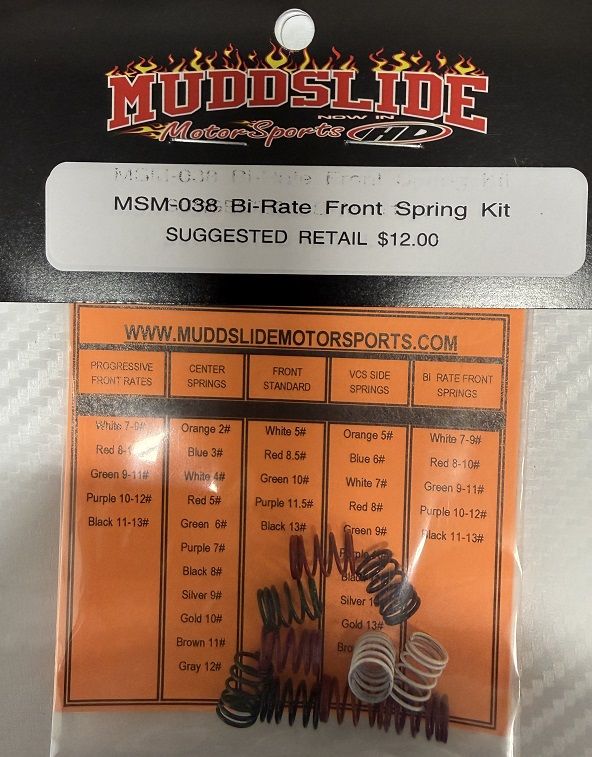 MUDDSLIDE
NOW IN
MotorSports HD
MSM-038 Bi-Rate Front Spring Kit
SUGGESTED RETAIL $12.00
WWW.MUDDSLIDEMOTORSPORTS.COM
PROGRESSIVE
FRONT RATES
White 7-9#
Red
Green 9-11#
Purple 10-12#
Black 11-13#
CENTER
SPRINGS
Orange 2#
Blue 3#
White 4#
Red 5#
Green 6#
Purple 7#
Black 8#
Silver 9#
Gold 10#
Brown 11#
Gray 12#
FRONT
STANDARD
White 5#
Red 8.5#
Green 10#
Purple 11.5#
Black 13#
VCS SIDE
SPRINGS
Orange 5#
Blue 6#
White 7#
Red 8#
Green 9#
Silver
Gold 13#
BI RATE FRONT
SPRINGS
White 7-9#
Red 8-10#
Green 9-11#
Purple 10-12#
Black 11-13#